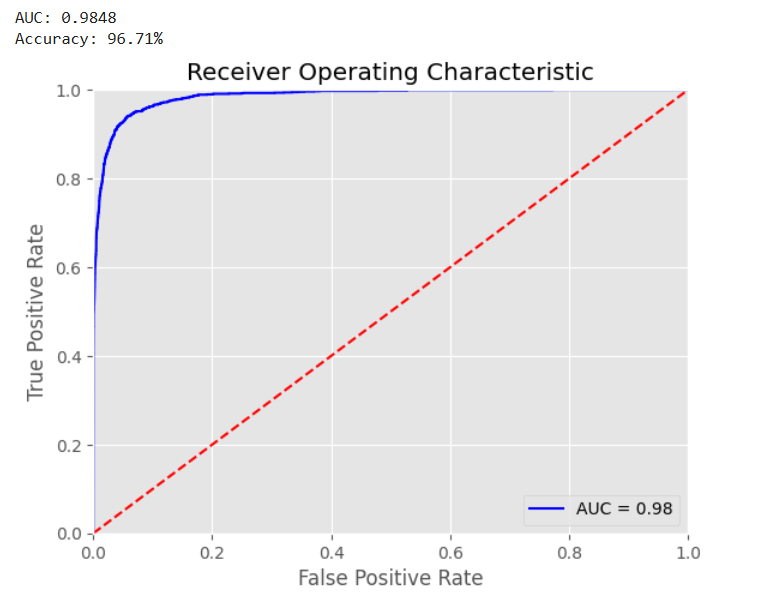 AUC: 0.9848
Accuracy: 96.71%
Receiver Operating Characteristic
1.0
0.8
0.6
0.4
0.2
0.0
True Positive Rate
AUC = 0.98
0.0 0.2 0.4 0.6 0.8 1.0
False Positive Rate